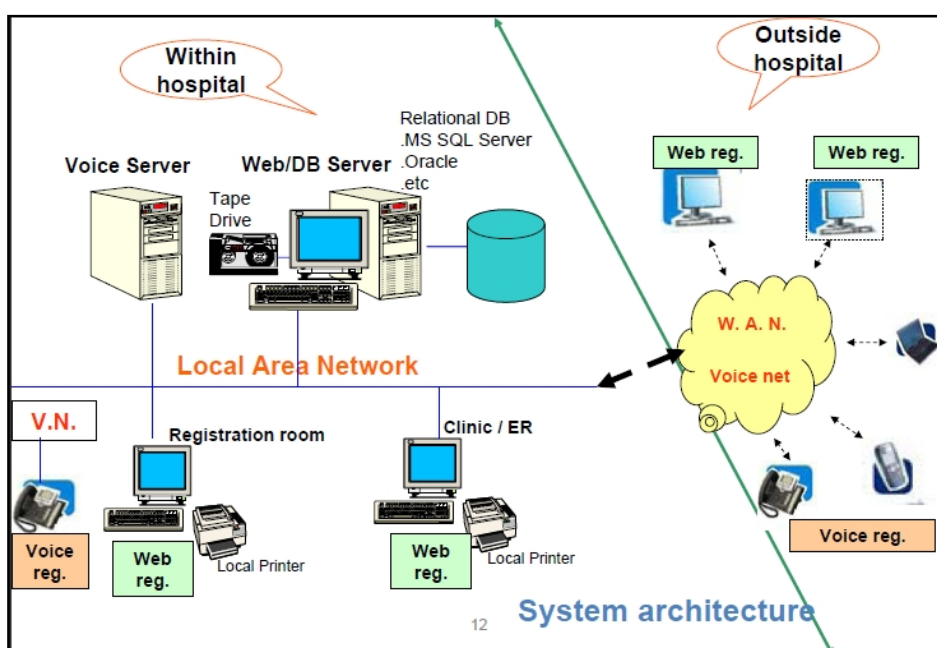 Within
hospital
Outside
hospital
Relational DB
.MS SQL Server
.Oracle
.etc
Voice Server
Web/DB Server
Tape
Drive
Web reg.
Web reg.
W. A. N.
Voice net
Local Area Network
V.N.
Registration room
Clinic / ER
Voice
reg.
Web
reg.
Local Printer
Web
reg.
Local Printer
Voice reg.
12
System architecture